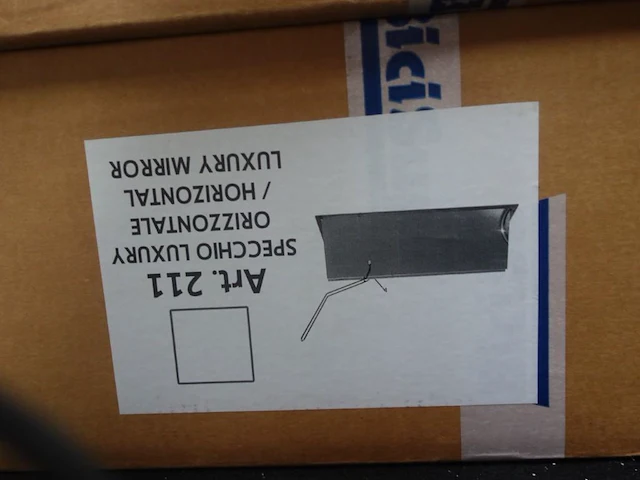 Art. 211
SPECCHIO LUXURY
ORIZZONTALE
/ HORIZONTAL
LUXURY MIRROR